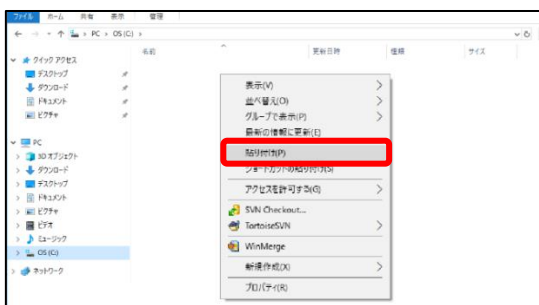 ファイル ホーム 共有 表示 管理
PC > OS (C:) >
名前 更新日時 種類 サイズ
クイック アクセス
デスクトップ
ダウンロード
ドキュメント
ピクチャ
PC
3D オブジェクト
ダウンロード
デスクトップ
ドキュメント
ピクチャ
ビデオ
ミュージック
OS (C:)
ネットワーク
表示(V)
並べ替え(O)
グループで表示(P)
最新の情報に更新(E)
貼り付け(P)
ショートカットの貼り付け(S)
アクセスを許可する(G)
SVN Checkout...
TortoiseSVN
WinMerge
新規作成(X)
プロパティ(R)